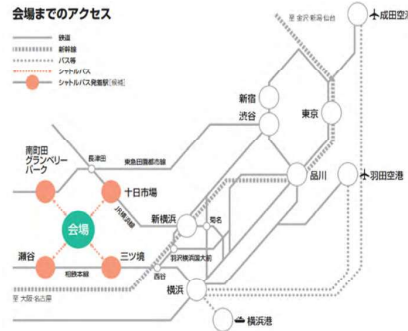 会場までのアクセス
鉄道
新幹線
バス等
シャトルバス
シャトルバス発着駅[候補]
至 金沢・新潟・仙台
成田空港
新宿
渋谷
東京
南町田
グランベリー
パーク
長津田
東急田園都市線
十日市場
JR横浜線
品川
羽田空港
会場
新横浜
菊名
瀬谷
三ツ境
羽沢横浜国大前
相鉄本線
西谷
横浜
至 大阪・名古屋
横浜港